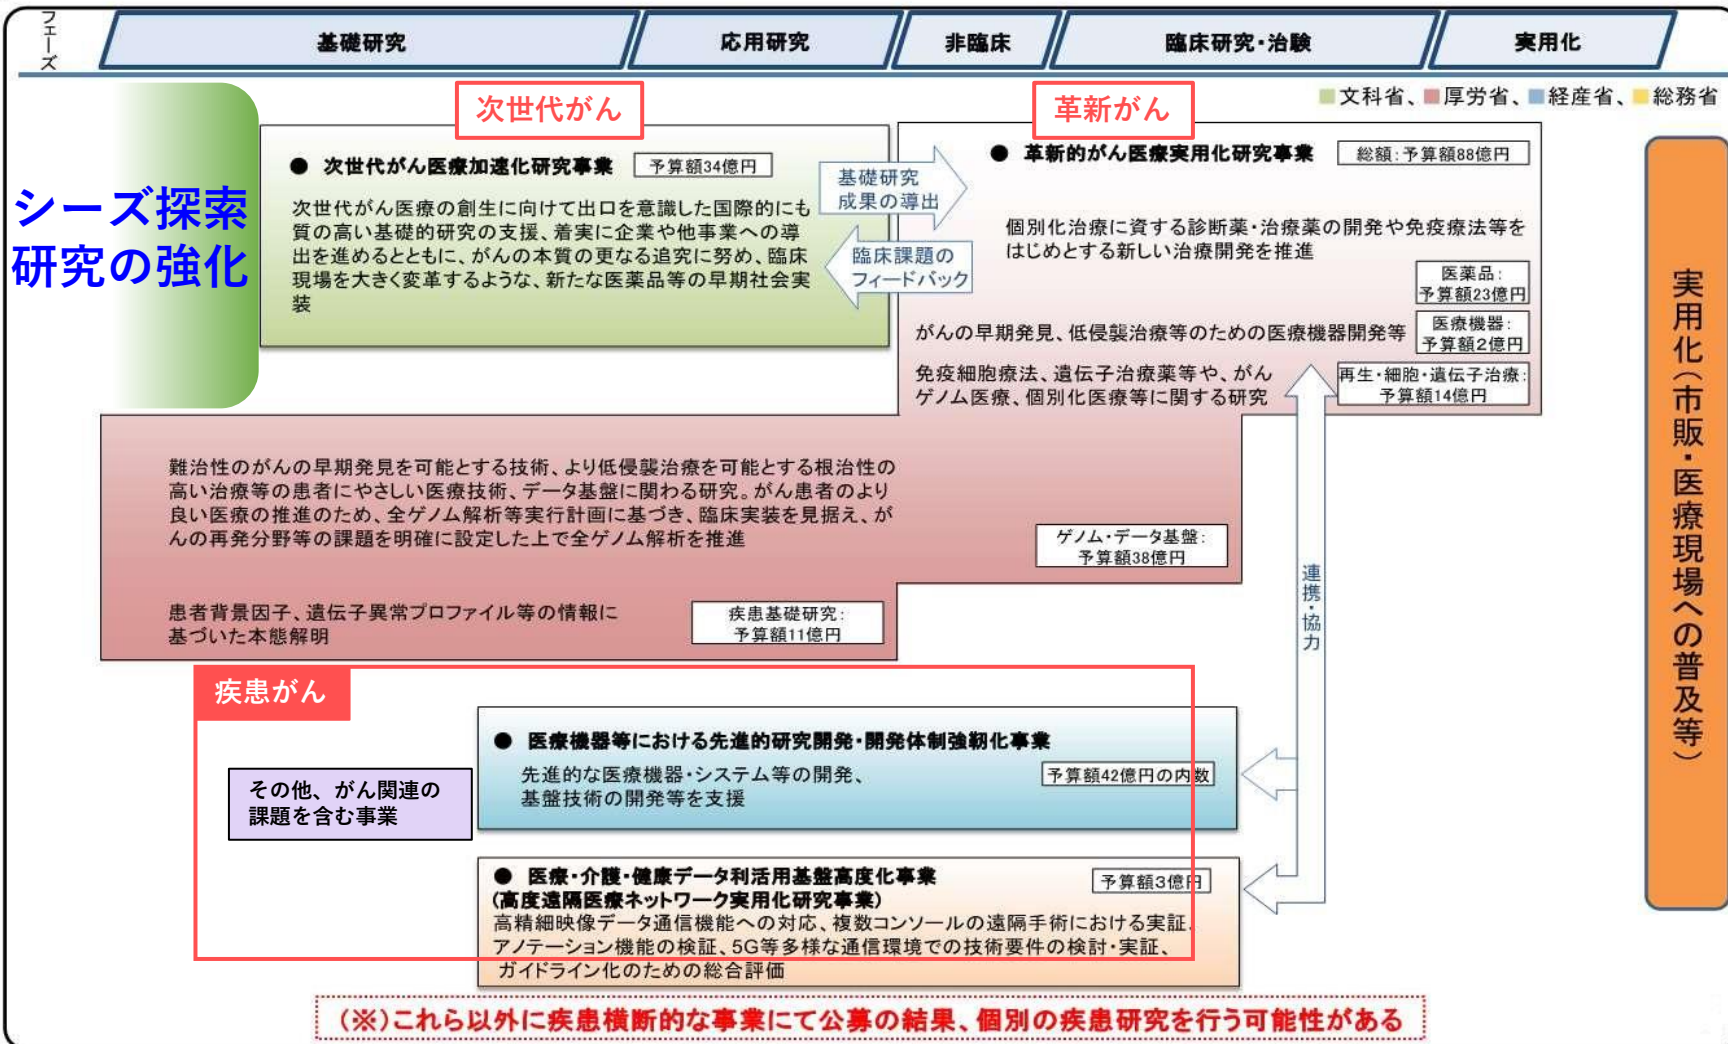 フェーズ
基礎研究
応用研究
非臨床
臨床研究・治験
実用化
■文科省、■厚労省、■経産省、■総務省
シーズ探索
研究の強化
次世代がん
● 次世代がん医療加速化研究事業
予算額34億円
次世代がん医療の創生に向けて出口を意識した国際的にも
質の高い基礎的研究の支援、着実に企業や他事業への導
出を進めるとともに、がんの本質の更なる追究に努め、臨床
現場を大きく変革するような、新たな医薬品等の早期社会実
装
基礎研究
成果の導出
臨床課題の
フィードバック
革新がん
● 革新的がん医療実用化研究事業
総額:予算額88億円
個別化治療に資する診断薬・治療薬の開発や免疫療法等を
はじめとする新しい治療開発を推進
医薬品:
予算額23億円
がんの早期発見、低侵襲治療等のための医療機器開発等
医療機器:
予算額2億円
免疫細胞療法、遺伝子治療薬等や、がん
ゲノム医療、個別化医療等に関する研究
再生・細胞・遺伝子治療:
予算額14億円
難治性のがんの早期発見を可能とする技術、より低侵襲治療を可能とする根治性の
高い治療等の患者にやさしい医療技術、データ基盤に関わる研究。がん患者のより
良い医療の推進のため、全ゲノム解析等実行計画に基づき、臨床実装を見据え、が
んの再発分野等の課題を明確に設定した上で全ゲノム解析を推進
ゲノム・データ基盤:
予算額38億円
患者背景因子、遺伝子異常プロファイル等の情報に
基づいた本態解明
疾患基礎研究:
予算額11億円
連携・協力
実用化(市販・医療現場への普及等)
疾患がん
その他、がん関連の
課題を含む事業
● 医療機器等における先進的研究開発・開発体制強靭化事業
先進的な医療機器・システム等の開発、
基盤技術の開発等を支援
予算額42億円の内数
● 医療・介護・健康データ利活用基盤高度化事業
(高度遠隔医療ネットワーク実用化研究事業)
予算額3億円
高精細映像データ通信機能への対応、複数コンソールの遠隔手術における実証、
アノテーション機能の検証、5G等多様な通信環境での技術要件の検討・実証、
ガイドライン化のための総合評価
(※)これら以外に疾患横断的な事業にて公募の結果、個別の疾患研究を行う可能性がある